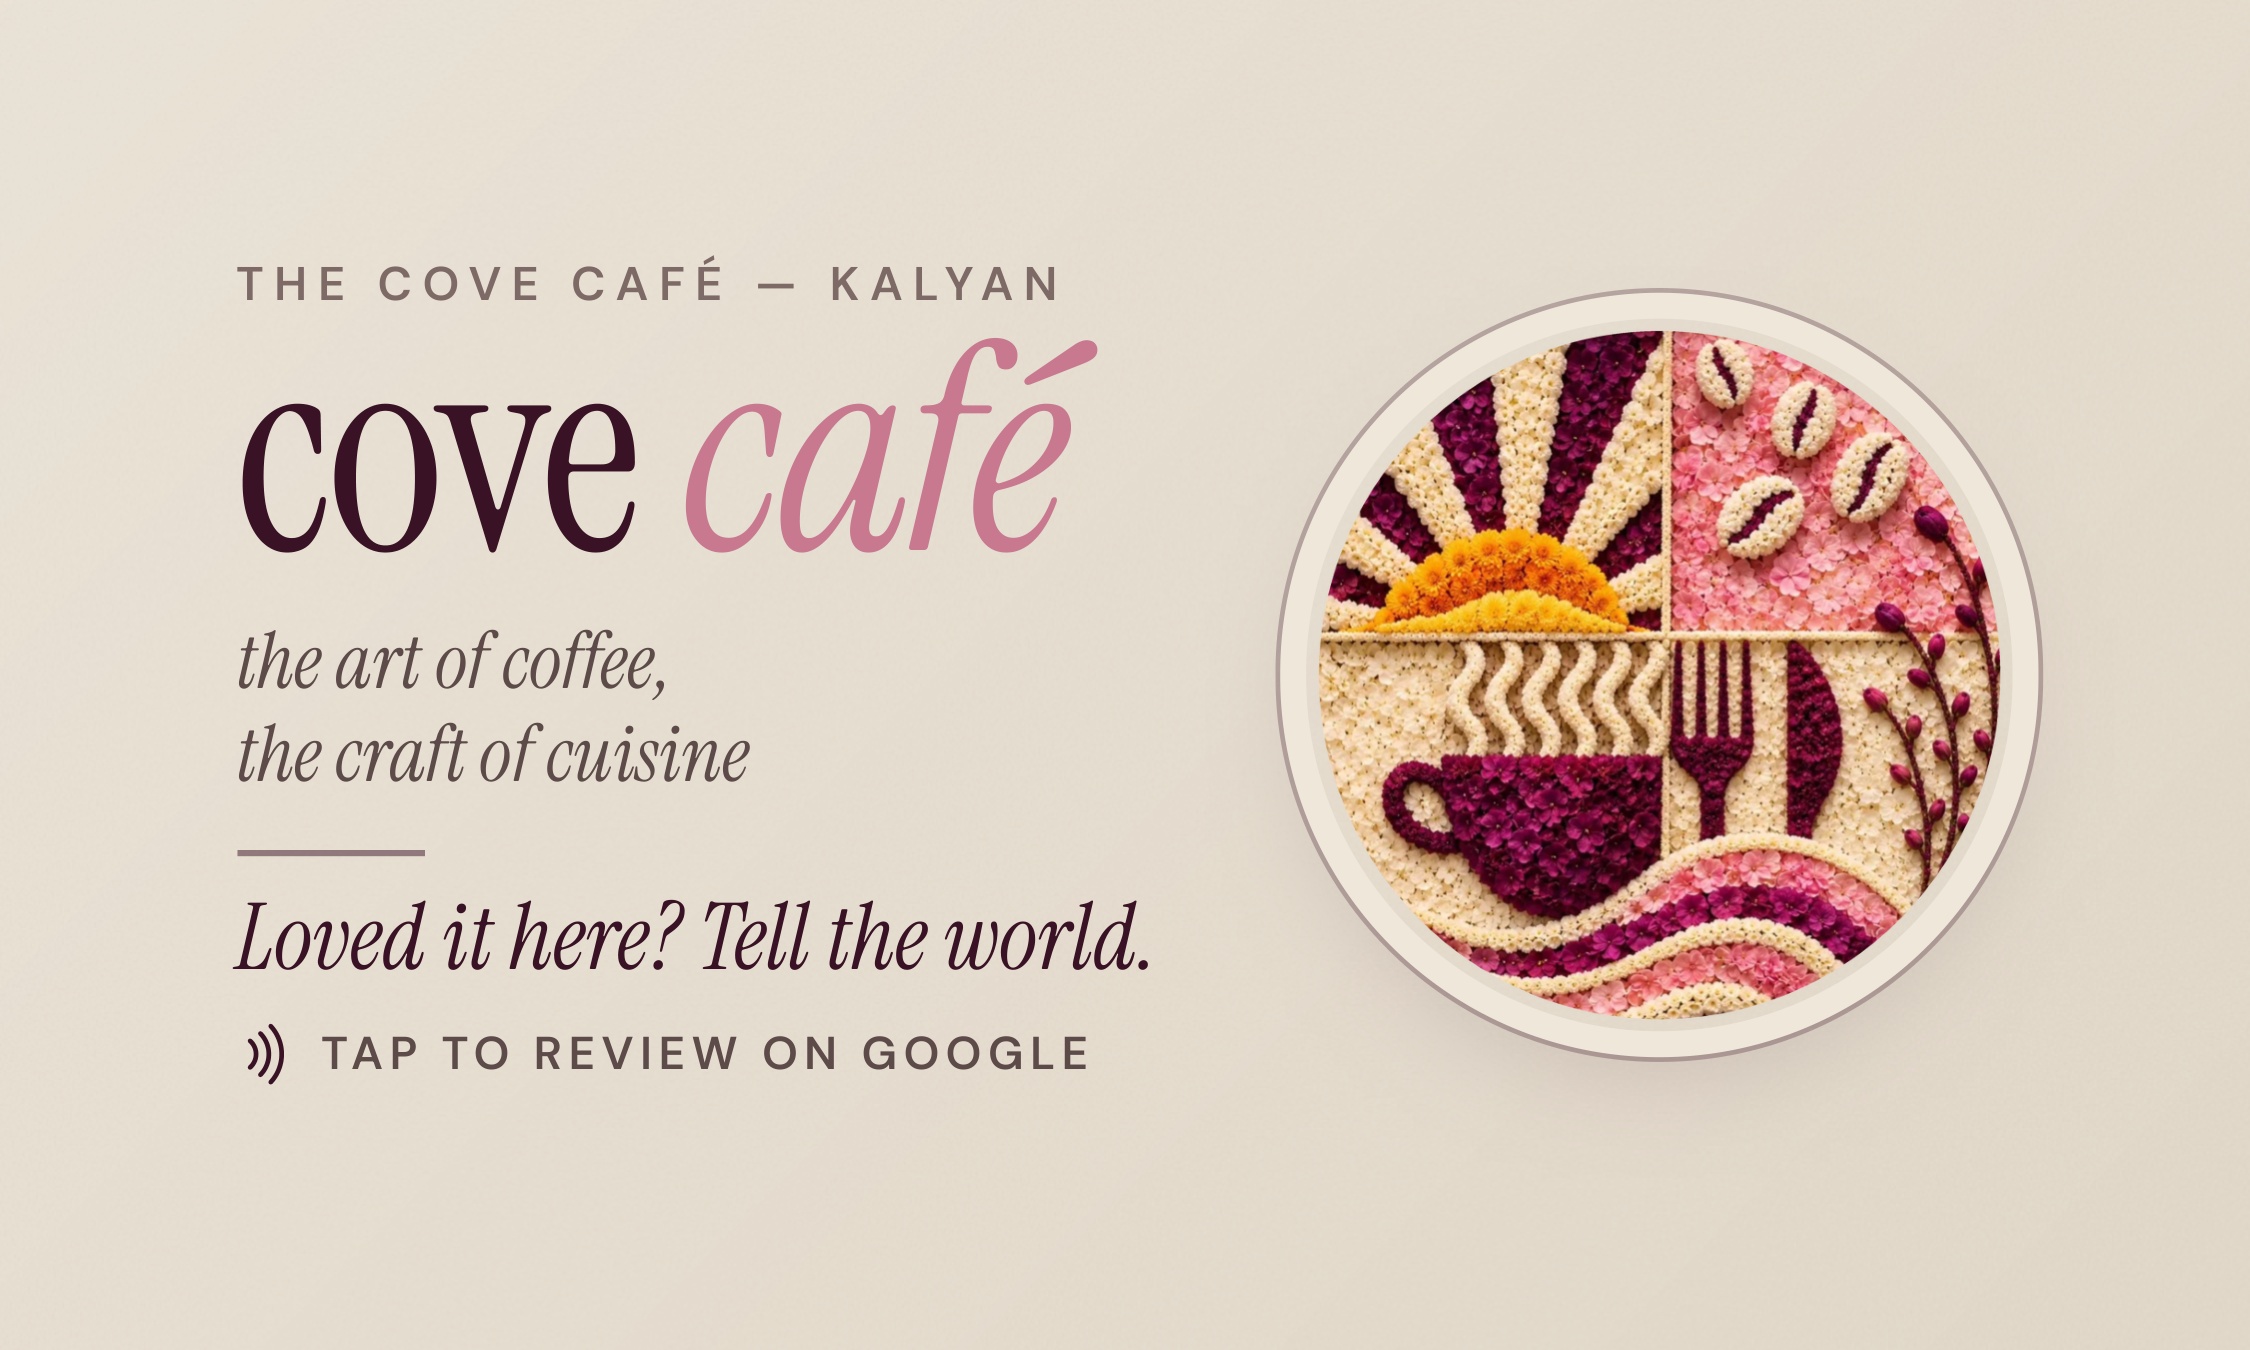 THE COVE CAFÉ — KALYAN
cove café
the art of coffee,
the craft of cuisine
Loved it here? Tell the world.
TAP TO REVIEW ON GOOGLE